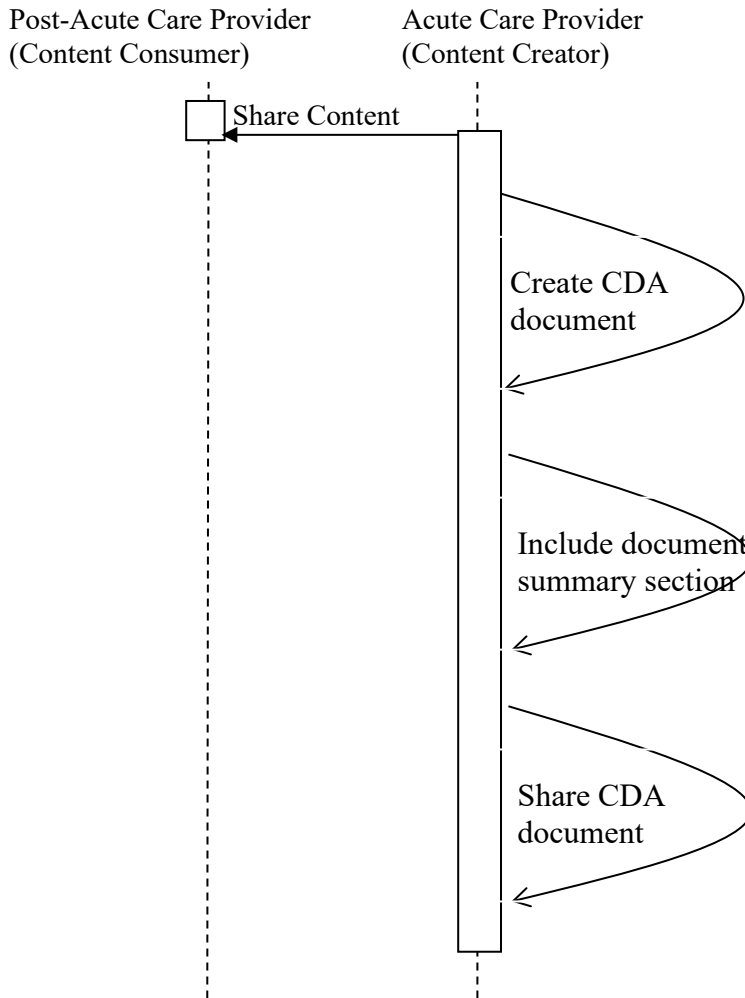 Post-Acute Care Provider
(Content Consumer)
Acute Care Provider
(Content Creator)
Share Content
Create CDA
document
Include document
summary section
Share CDA
document